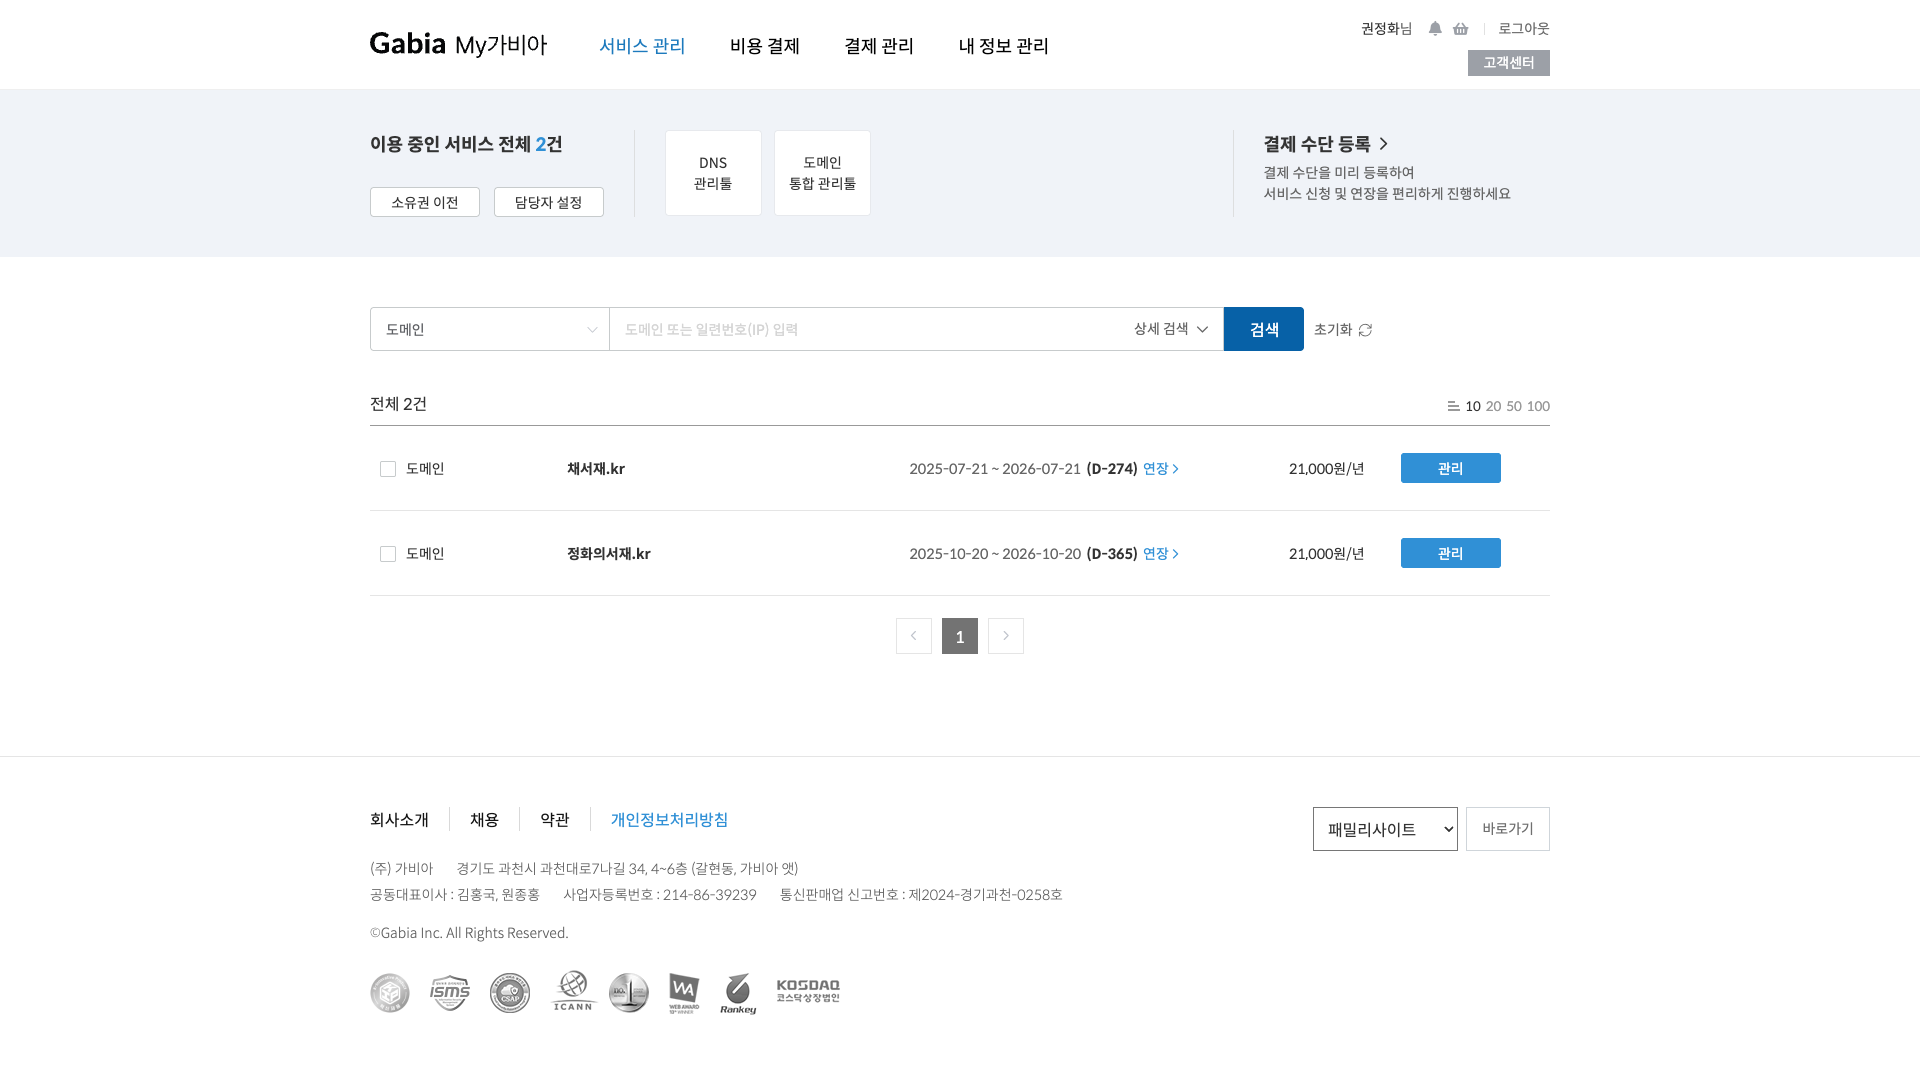 Gabia My가비아
서비스 관리
비용 결제
결제 관리
내 정보 관리
권정화님
로그아웃
고객센터
이용 중인 서비스 전체 2건
소유권 이전
담당자 설정
DNS
관리툴
도메인
통합 관리툴
결제 수단 등록
결제 수단을 미리 등록하여
서비스 신청 및 연장을 편리하게 진행하세요
도메인
도메인 또는 일련번호(IP) 입력
상세 검색
검색
초기화
전체 2건
10 20 50 100
도메인 채서재.kr 2025-07-21 ~ 2026-07-21 (D-274) 연장 21,000원/년 관리
도메인 정화의서재.kr 2025-10-20 ~ 2026-10-20 (D-365) 연장 21,000원/년 관리
1
회사소개
채용
약관
개인정보처리방침
패밀리사이트
바로가기
(주) 가비아 경기도 과천시 과천대로7나길 34, 4~6층 (갈현동, 가비아 앳)
공동대표이사 : 김홍국, 원종홍 사업자등록번호 : 214-86-39239 통신판매업 신고번호 : 제2024-경기과천-0258호
©Gabia Inc. All Rights Reserved.
ISMS
CSAP
ICANN
WA
WEB AWARD
Rankey
KOSDAQ
코스닥상장법인